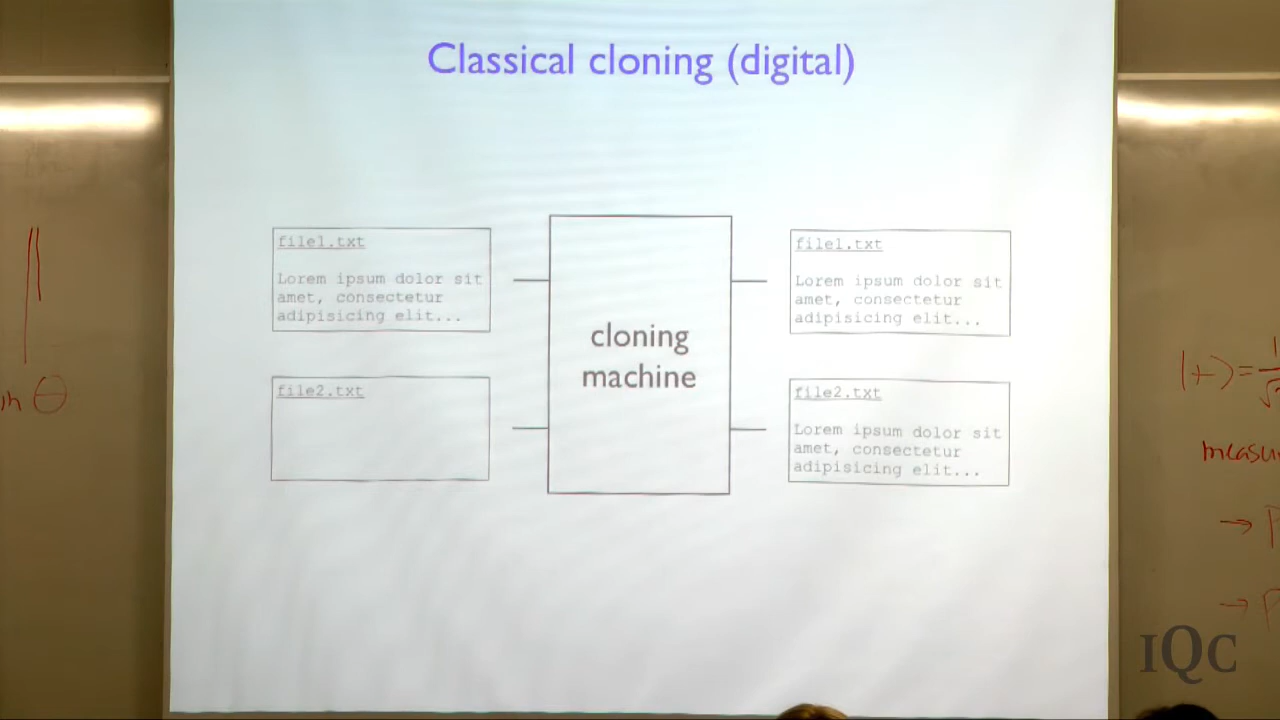 Classical cloning (digital)
file1.txt
Lorem ipsum dolor sit
amet, consectetur
adipisicing elit...
file2.txt
cloning
machine
file1.txt
Lorem ipsum dolor sit
amet, consectetur
adipisicing elit...
file2.txt
Lorem ipsum dolor sit
amet, consectetur
adipisicing elit...
θ
|+⟩=
→
→
IQC